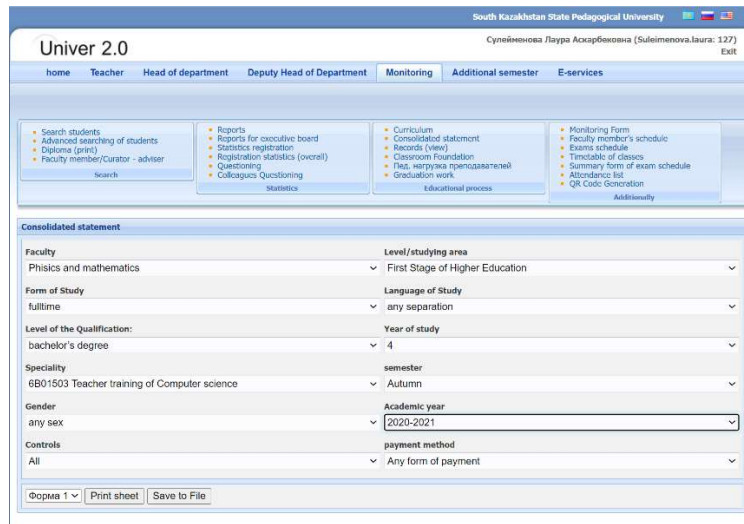 South Kazakhstan State Pedagogical University
Univer 2.0
Сулейменова Лаура Аскарбековна (Suleimenova.laura: 127)
Exit
home Teacher Head of department Deputy Head of Department Monitoring Additional semester E-services
Search students
Advanced searching of students
Diploma (print)
Faculty member/Curator - adviser
Search
Reports
Reports for executive board
Statistics registration
Registration statistics (overall)
Questioning
Colleagues Questioning
Statistics
Curriculum
Consolidated statement
Records (view)
Classroom Foundation
Пед. нагрузка преподавателей
Graduation work
Educational process
Monitoring Form
Faculty member's schedule
Exams schedule
Timetable of classes
Summary form of exam schedule
Attendance list
QR Code Generation
Additionally
Consolidated statement
Faculty Level/studying area
Phisics and mathematics First Stage of Higher Education
Form of Study Language of Study
fulltime any separation
Level of the Qualification: Year of study
bachelor's degree 4
Speciality semester
6B01503 Teacher training of Computer science Autumn
Gender Academic year
any sex 2020-2021
Controls payment method
All Any form of payment
Форма 1 Print sheet Save to File